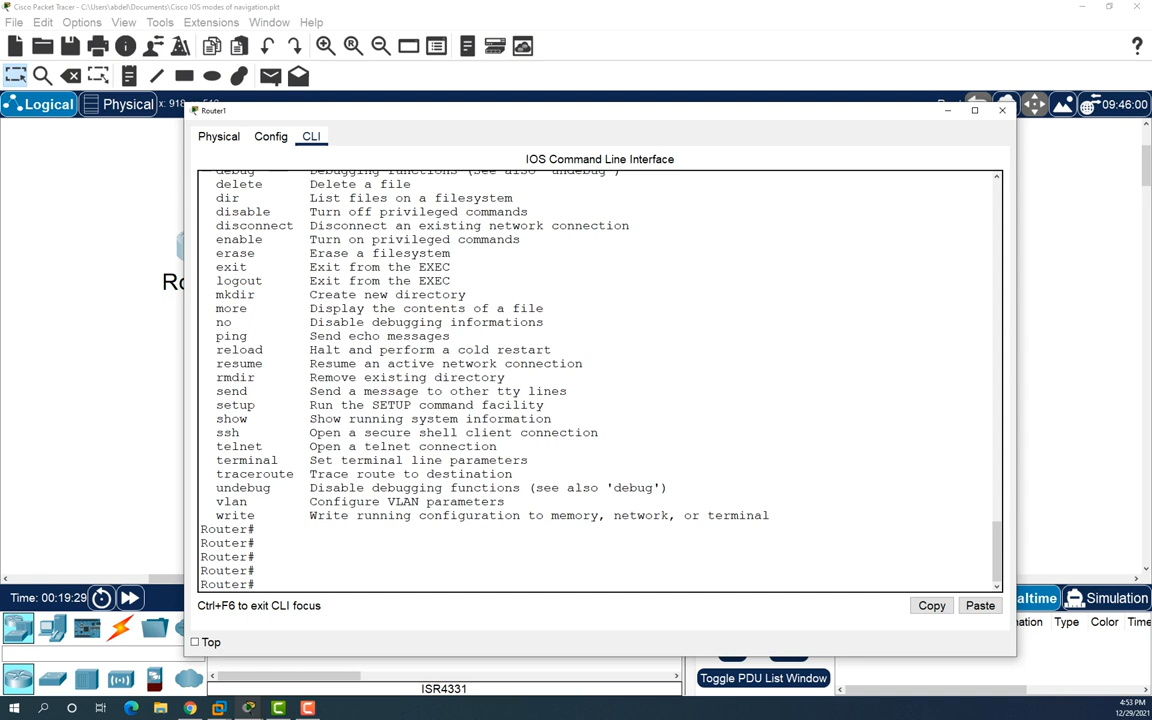 Cisco Packet Tracer - C:\Users\abdel\Documents\Cisco IOS modes of navigation.pkt
File Edit Options View Tools Extensions Window Help
?
Logical Physical x: 918 09:46:00
Router1
Physical Config CLI
IOS Command Line Interface
debug Debugging functions (see also 'undebug')
delete Delete a file
dir List files on a filesystem
disable Turn off privileged commands
disconnect Disconnect an existing network connection
enable Turn on privileged commands
erase Erase a filesystem
exit Exit from the EXEC
logout Exit from the EXEC
mkdir Create new directory
more Display the contents of a file
no Disable debugging informations
ping Send echo messages
reload Halt and perform a cold restart
resume Resume an active network connection
rmdir Remove existing directory
send Send a message to other tty lines
setup Run the SETUP command facility
show Show running system information
ssh Open a secure shell client connection
telnet Open a telnet connection
terminal Set terminal line parameters
traceroute Trace route to destination
undebug Disable debugging functions (see also 'debug')
vlan Configure VLAN parameters
write Write running configuration to memory, network, or terminal
Router#
Router#
Router#
Router#
Router#
Ctrl+F6 to exit CLI focus
Copy Paste
Top
Time: 00:19:29
altime Simulation
nation Type Color Time
Toggle PDU List Window
ISR4331
4:53 PM
12/29/2021